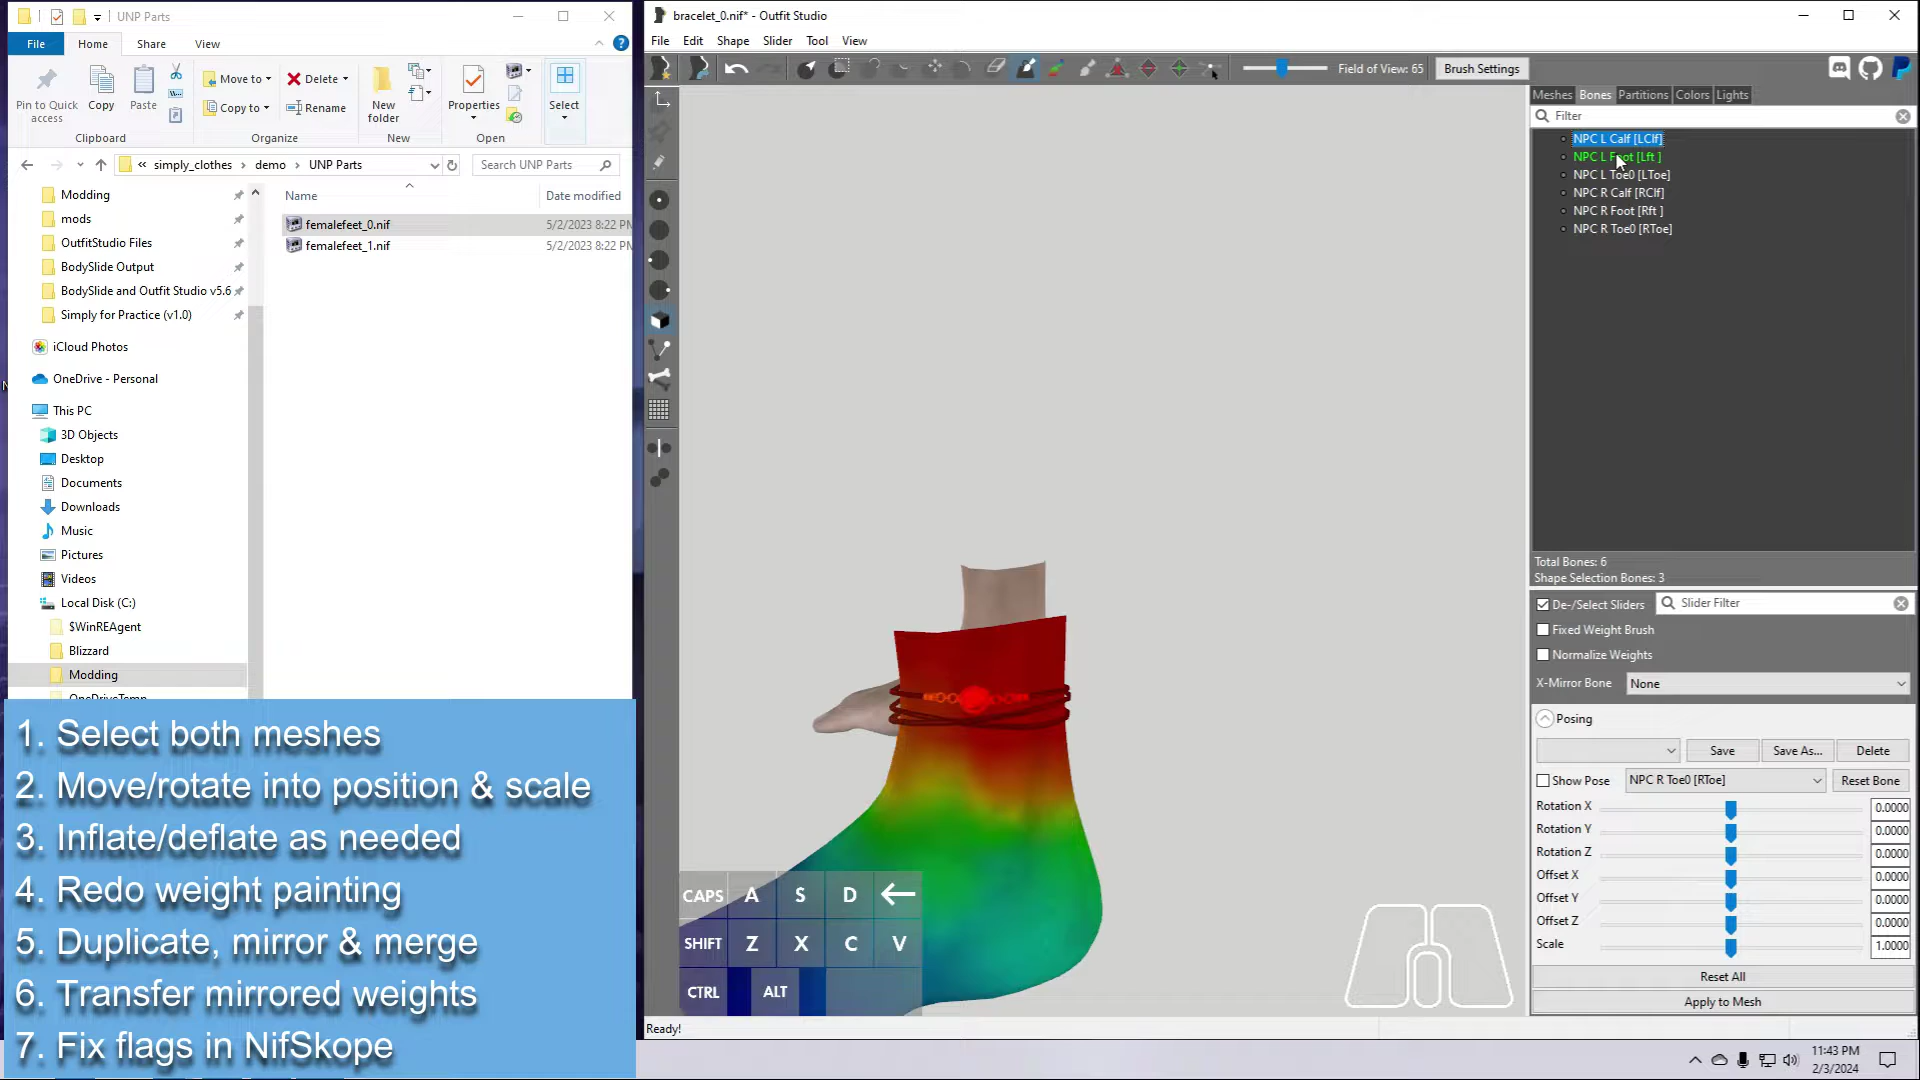 UNP Parts
File
Home
Share
View
Pin to Quick access
Copy
Paste
Move to
Copy to
Delete
Rename
New folder
Properties
Select
Clipboard
Organize
New
Open
« simply_clothes › demo › UNP Parts
Search UNP Parts
Name
Date modified
femalefeet_0.nif
5/2/2023 8:22 PM
femalefeet_1.nif
5/2/2023 8:22 PM
Modding
mods
OutfitStudio Files
BodySlide Output
BodySlide and Outfit Studio v5.6
Simply for Practice (v1.0)
iCloud Photos
OneDrive - Personal
This PC
3D Objects
Desktop
Documents
Downloads
Music
Pictures
Videos
Local Disk (C:)
$WinREAgent
Blizzard
Modding
OneDriveTemp
1. Select both meshes
2. Move/rotate into position & scale
3. Inflate/deflate as needed
4. Redo weight painting
5. Duplicate, mirror & merge
6. Transfer mirrored weights
7. Fix flags in NifSkope
bracelet_0.nif* - Outfit Studio
File Edit Shape Slider Tool View
Field of View: 65
Brush Settings
Meshes Bones Partitions Colors Lights
Filter
NPC L Calf [LClf]
NPC L Foot [Lft ]
NPC L Toe0 [LToe]
NPC R Calf [RClf]
NPC R Foot [Rft ]
NPC R Toe0 [RToe]
Total Bones: 6
Shape Selection Bones: 3
De-/Select Sliders
Slider Filter
Fixed Weight Brush
Normalize Weights
X-Mirror Bone
None
Posing
Save
Save As...
Delete
Show Pose
NPC R Toe0 [RToe]
Reset Bone
Rotation X
0.0000
Rotation Y
0.0000
Rotation Z
0.0000
Offset X
0.0000
Offset Y
0.0000
Offset Z
0.0000
Scale
1.0000
Reset All
Apply to Mesh
CAPS A S D
SHIFT Z X C V
CTRL ALT
Ready!
11:43 PM
2/3/2024